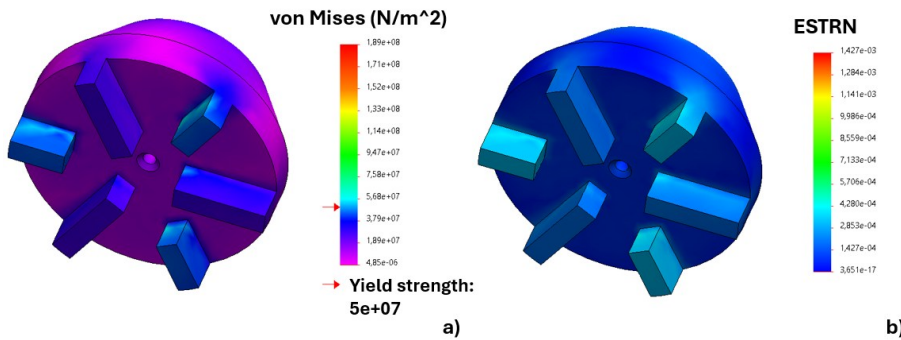 von Mises (N/m^2)
1,89e+08
1,71e+08
1,52e+08
1,33e+08
1,14e+08
9,47e+07
7,58e+07
5,68e+07
3,79e+07
1,89e+07
4,85e-06
Yield strength:
5e+07
a)
ESTRN
1,427e-03
1,284e-03
1,141e-03
9,986e-04
8,559e-04
7,133e-04
5,706e-04
4,280e-04
2,853e-04
1,427e-04
3,651e-17
b)